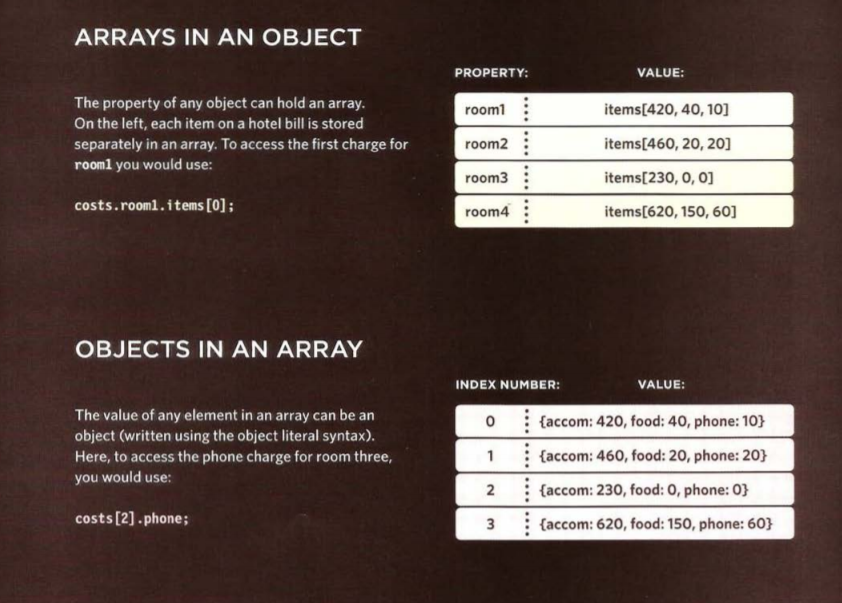 ARRAYS IN AN OBJECT
The property of any object can hold an array.
On the left, each item on a hotel bill is stored
separately in an array. To access the first charge for
room1 you would use:
costs.room1.items[0];
PROPERTY: VALUE:
room1 items[420, 40, 10]
room2 items[460, 20, 20]
room3 items[230, 0, 0]
room4 items[620, 150, 60]
OBJECTS IN AN ARRAY
The value of any element in an array can be an
object (written using the object literal syntax).
Here, to access the phone charge for room three,
you would use:
costs[2].phone;
INDEX NUMBER: VALUE:
0 {accom: 420, food: 40, phone: 10}
1 {accom: 460, food: 20, phone: 20}
2 {accom: 230, food: 0, phone: 0}
3 {accom: 620, food: 150, phone: 60}